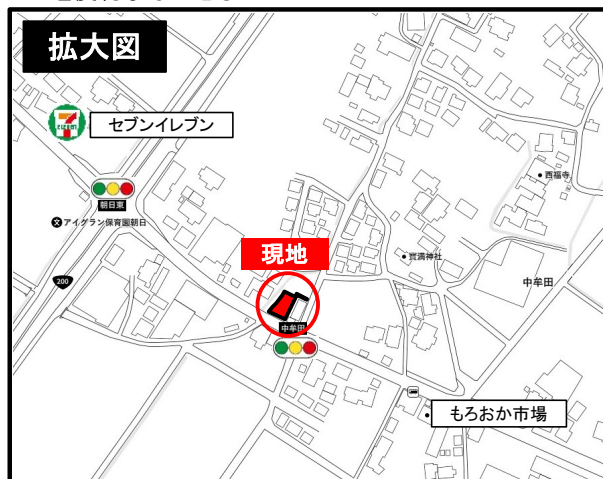 拡大図
セブンイレブン
朝日東
アイグラン保育園朝日
西福寺
現地
寶満神社
200
中牟田
中牟田
もろおか市場